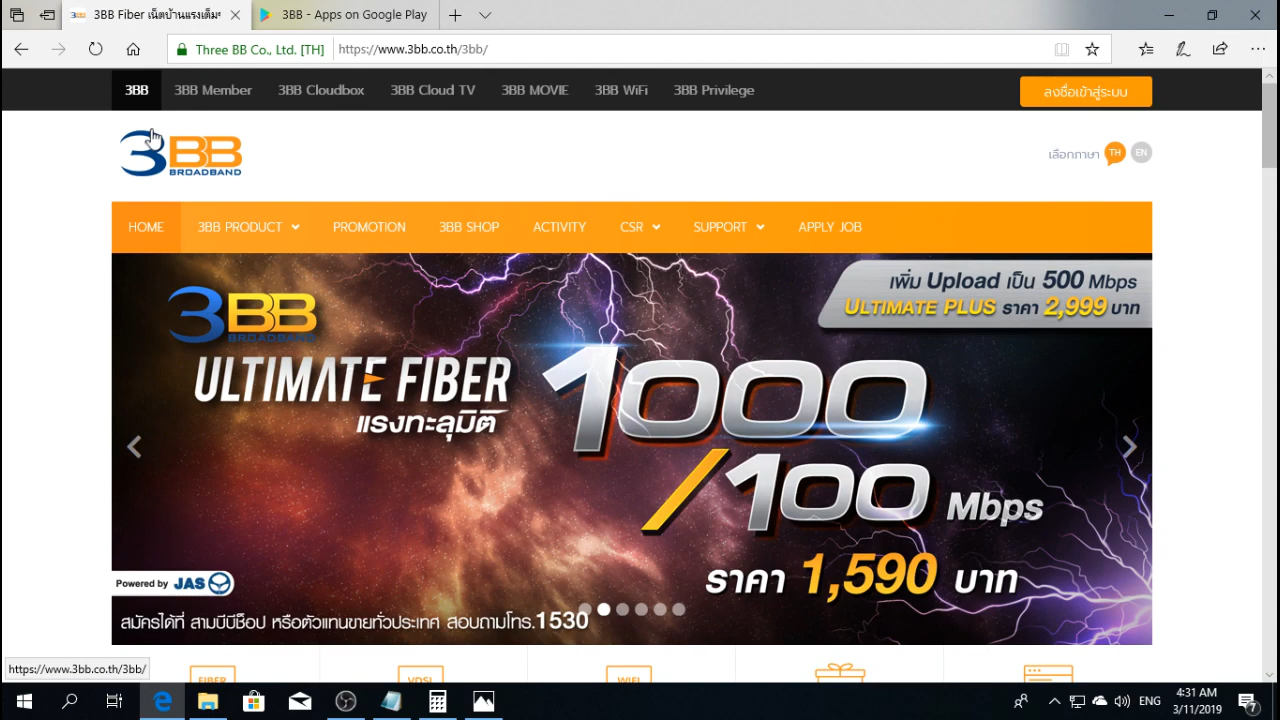 3BB Fiber เน็ตบ้านแรงเต็มร
3BB - Apps on Google Play
Three BB Co., Ltd. [TH]
https://www.3bb.co.th/3bb/
3BB
3BB Member
3BB Cloudbox
3BB Cloud TV
3BB MOVIE
3BB WiFi
3BB Privilege
ลงชื่อเข้าสู่ระบบ
3BB
BROADBAND
เลือกภาษา TH EN
HOME
3BB PRODUCT
PROMOTION
3BB SHOP
ACTIVITY
CSR
SUPPORT
APPLY JOB
เพิ่ม Upload เป็น 500 Mbps
ULTIMATE PLUS ราคา 2,999 บาท
3BB
BROADBAND
ULTIMATE FIBER
แรงทะลุมิติ
1000
/100 Mbps
ราคา 1,590 บาท
Powered by JAS
สมัครได้ที่ สามบีบีช็อป หรือตัวแทนขายทั่วประเทศ สอบถามโทร.1530
https://www.3bb.co.th/3bb/
FIBER
VDSL
WIFI
ENG
4:31 AM
3/11/2019
7